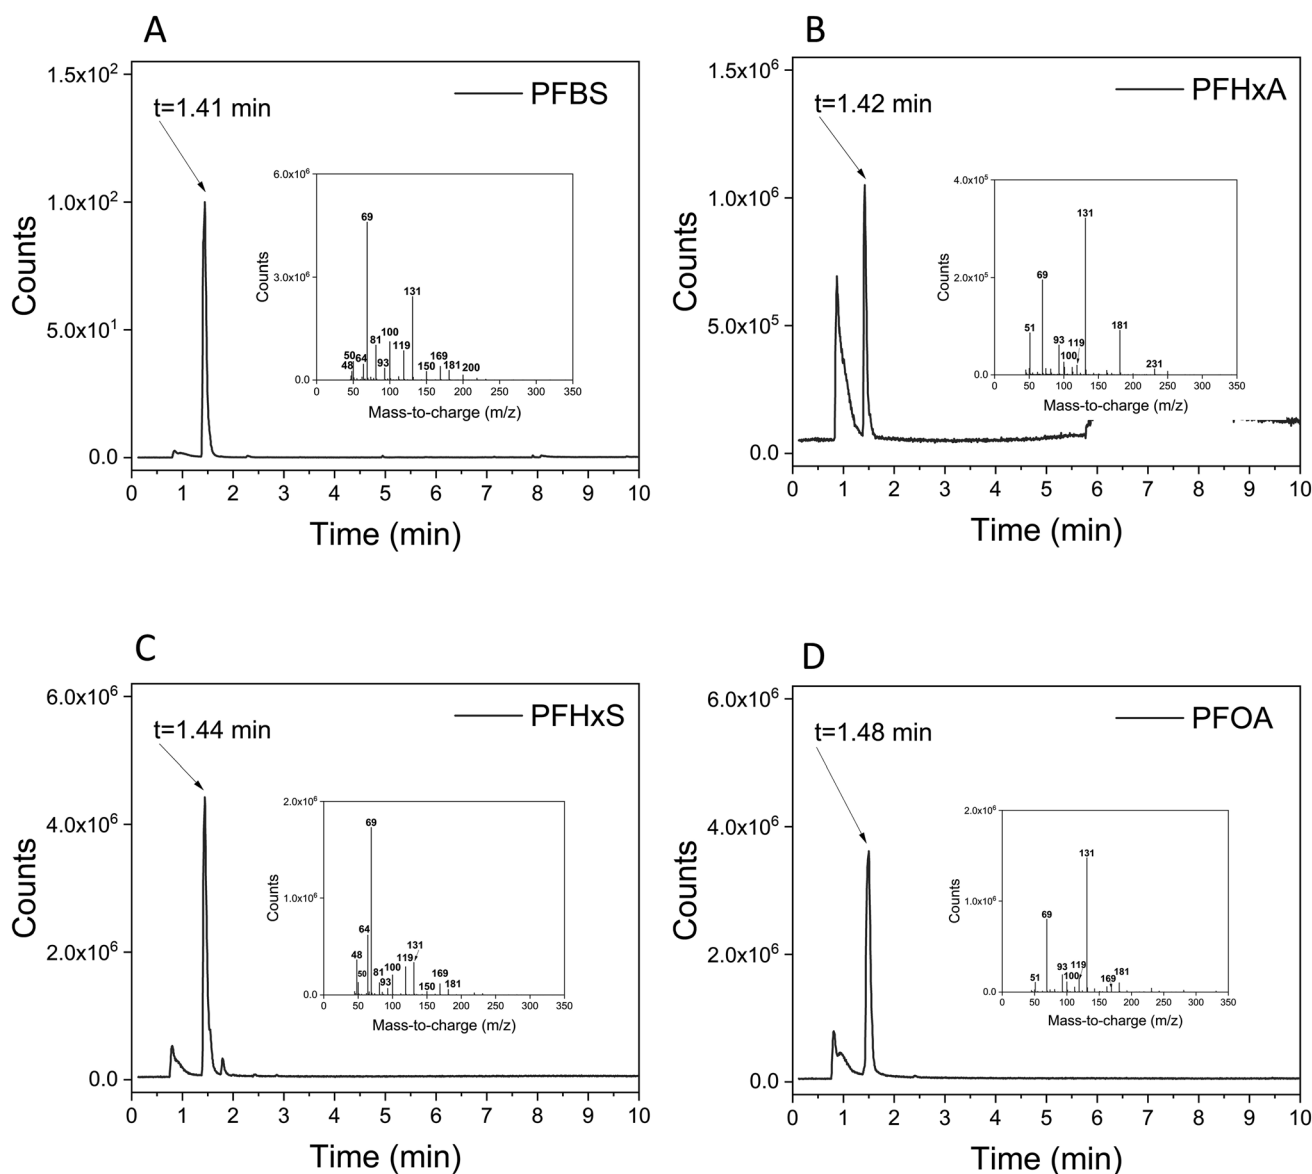 A
1.5x10²
1.0x10²
5.0x10¹
0.0
Counts
t=1.41 min
PFBS
6.0x10⁶
3.0x10⁶
0.0
Counts
69
131
100
81
119
50
48
64
93
150
169
181
200
0 50 100 150 200 250 300 350
Mass-to-charge (m/z)
0 1 2 3 4 5 6 7 8 9 10
Time (min)
B
1.5x10⁶
1.0x10⁶
5.0x10⁵
0.0
Counts
t=1.42 min
PFHxA
4.0x10⁵
2.0x10⁵
0.0
Counts
131
69
51
93
100
119
181
231
0 50 100 150 200 250 300 350
Mass-to-charge (m/z)
0 1 2 3 4 5 6 7 8 9 10
Time (min)
C
6.0x10⁶
4.0x10⁶
2.0x10⁶
0.0
Counts
t=1.44 min
PFHxS
2.0x10⁶
1.0x10⁶
0.0
Counts
69
64
48
50
81
93
100
119
131
150
169
181
0 50 100 150 200 250 300 350
Mass-to-charge (m/z)
0 1 2 3 4 5 6 7 8 9 10
Time (min)
D
6.0x10⁶
4.0x10⁶
2.0x10⁶
0.0
Counts
t=1.48 min
PFOA
2.0x10⁶
1.0x10⁶
0.0
Counts
131
69
51
93
100
119
169
181
0 50 100 150 200 250 300 350
Mass-to-charge (m/z)
0 1 2 3 4 5 6 7 8 9 10
Time (min)